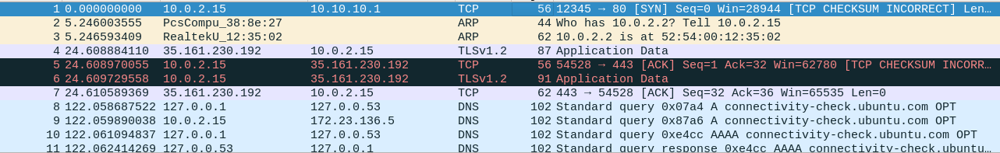 1 0.000000000 10.0.2.15 10.10.10.1 TCP 56 12345 → 80 [SYN] Seq=0 Win=28944 [TCP CHECKSUM INCORRECT] Len…
2 5.246003555 PcsCompu_38:8e:27 ARP 44 Who has 10.0.2.2? Tell 10.0.2.15
3 5.246593409 RealtekU_12:35:02 ARP 62 10.0.2.2 is at 52:54:00:12:35:02
4 24.608884110 35.161.230.192 10.0.2.15 TLSv1.2 87 Application Data
5 24.608970055 10.0.2.15 35.161.230.192 TCP 56 54528 → 443 [ACK] Seq=1 Ack=32 Win=62780 [TCP CHECKSUM INCORR…
6 24.609729558 10.0.2.15 35.161.230.192 TLSv1.2 91 Application Data
7 24.610589369 35.161.230.192 10.0.2.15 TCP 62 443 → 54528 [ACK] Seq=32 Ack=36 Win=65535 Len=0
8 122.058687522 127.0.0.1 127.0.0.53 DNS 102 Standard query 0x07a4 A connectivity-check.ubuntu.com OPT
9 122.059890038 10.0.2.15 172.23.136.5 DNS 102 Standard query 0x87a6 A connectivity-check.ubuntu.com OPT
10 122.061094837 127.0.0.1 127.0.0.53 DNS 102 Standard query 0xe4cc AAAA connectivity-check.ubuntu.com OPT
11 122.062414269 127.0.0.53 127.0.0.1 DNS 102 Standard query response 0xe4cc AAAA connectivity-check.ubuntu…